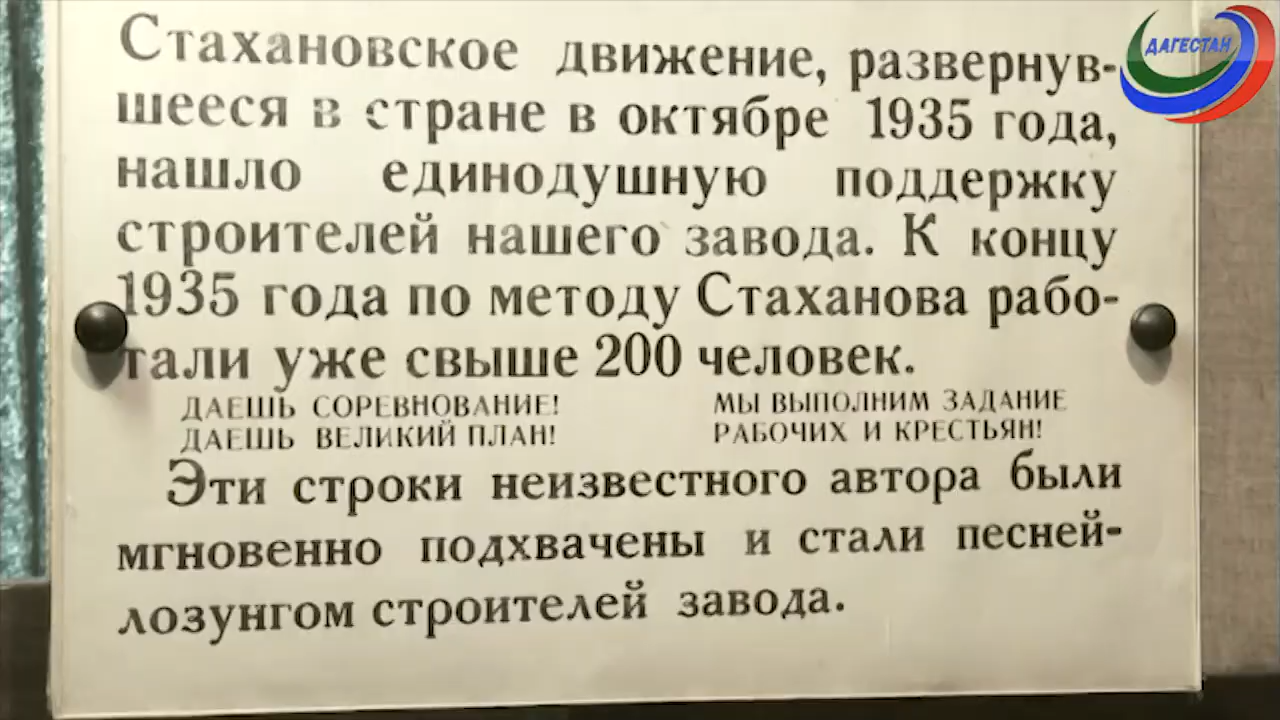 Стахановское движение, развернув-
шееся в стране в октябре 1935 года,
нашло единодушную поддержку
строителей нашего завода. К концу
1935 года по методу Стаханова рабо-
тали уже свыше 200 человек.
ДАЕШЬ СОРЕВНОВАНИЕ!
ДАЕШЬ ВЕЛИКИЙ ПЛАН!
МЫ ВЫПОЛНИМ ЗАДАНИЕ
РАБОЧИХ И КРЕСТЬЯН!
Эти строки неизвестного автора были
мгновенно подхвачены и стали песней-
лозунгом строителей завода.
ДАГЕСТАН